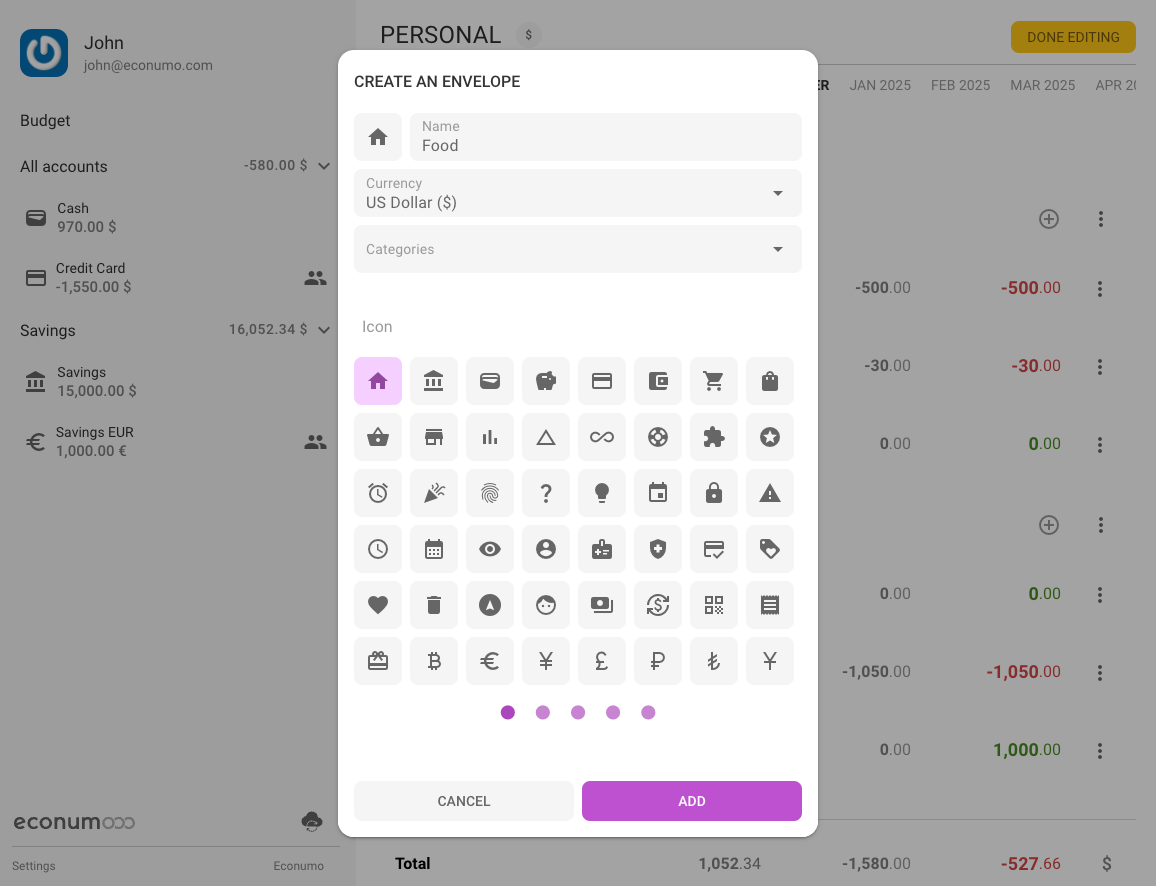 John
john@econumo.com
Budget
All accounts -580.00 $
Cash
970.00 $
Credit Card
-1,550.00 $
Savings 16,052.34 $
Savings
15,000.00 $
Savings EUR
1,000.00 €
econumo
Settings Econumo
PERSONAL $
DONE EDITING
ER JAN 2025 FEB 2025 MAR 2025 APR 20
CREATE AN ENVELOPE
Name
Food
Currency
US Dollar ($)
Categories
Icon
CANCEL ADD
-500.00 -500.00
-30.00 -30.00
0.00 0.00
0.00 0.00
-1,050.00 -1,050.00
0.00 1,000.00
Total 1,052.34 -1,580.00 -527.66 $